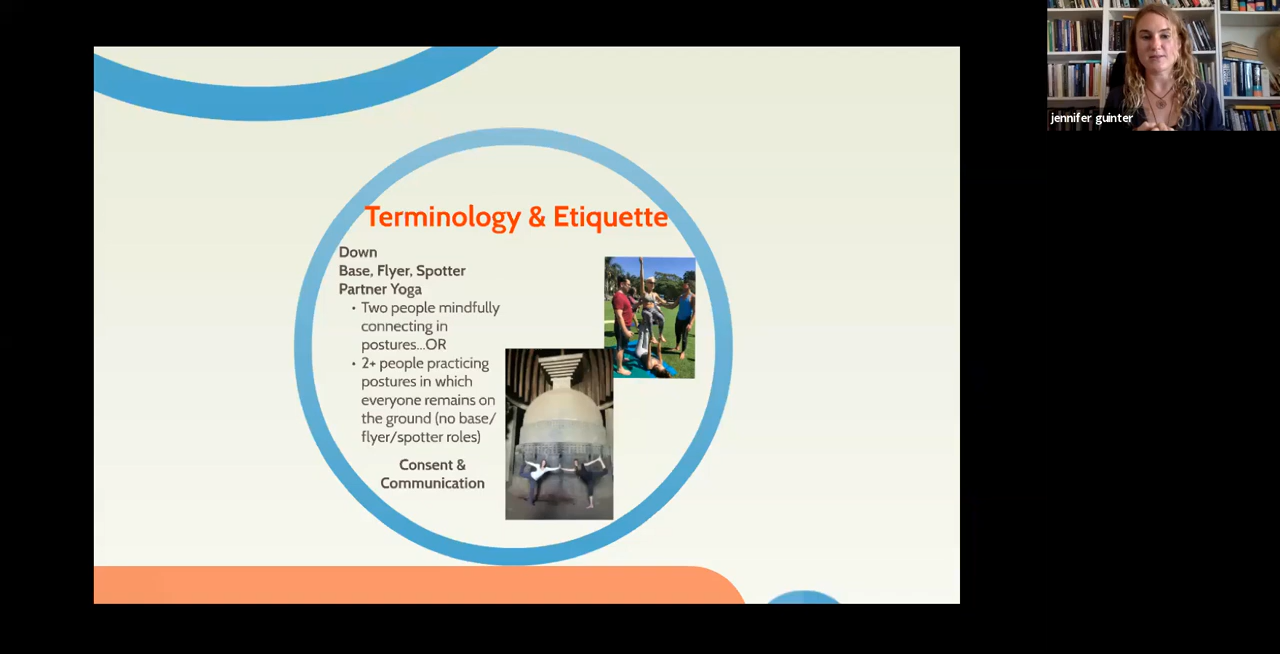 jennifer guinter
Terminology & Etiquette
Down
Base, Flyer, Spotter
Partner Yoga
• Two people mindfully
connecting in
postures...OR
• 2+ people practicing
postures in which
everyone remains on
the ground (no base/
flyer/spotter roles)
Consent &
Communication